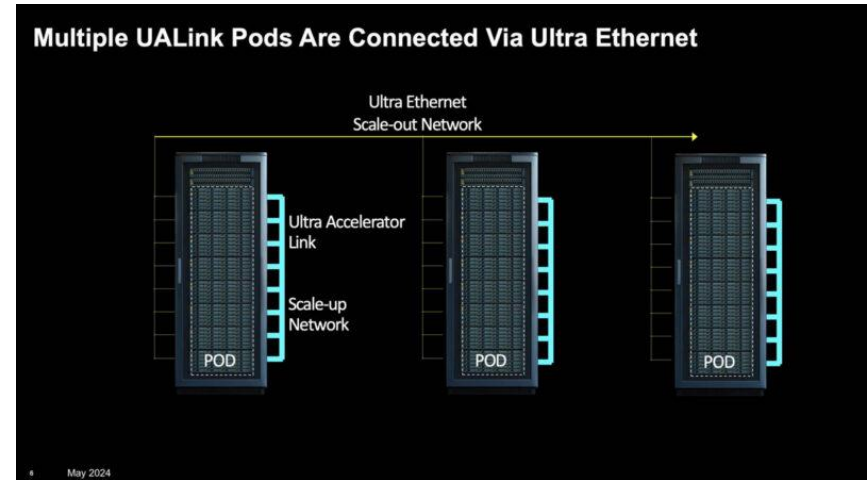 Multiple UALink Pods Are Connected Via Ultra Ethernet
Ultra Ethernet
Scale-out Network
Ultra Accelerator
Link
Scale-up
Network
POD
POD
POD
6 May 2024